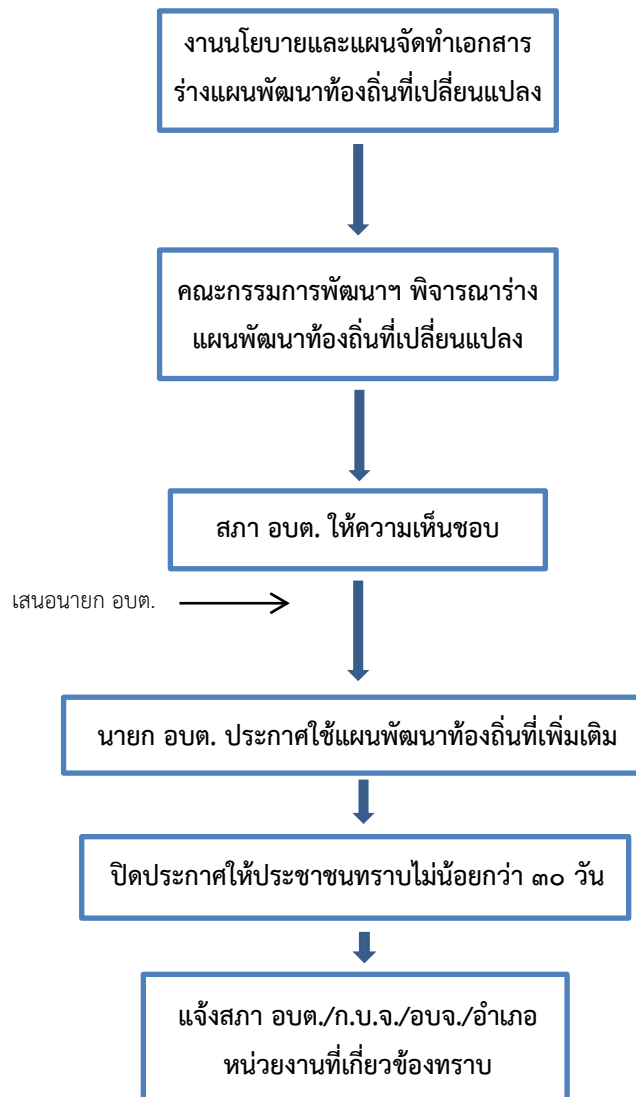 งานนโยบายและแผนจัดทำเอกสาร
ร่างแผนพัฒนาท้องถิ่นที่เปลี่ยนแปลง
คณะกรรมการพัฒนาฯ พิจารณาร่าง
แผนพัฒนาท้องถิ่นที่เปลี่ยนแปลง
สภา อบต. ให้ความเห็นชอบ
เสนอนายก อบต.
นายก อบต. ประกาศใช้แผนพัฒนาท้องถิ่นที่เพิ่มเติม
ปิดประกาศให้ประชาชนทราบไม่น้อยกว่า ๓๐ วัน
แจ้งสภา อบต./ก.บ.จ./อบจ./อำเภอ
หน่วยงานที่เกี่ยวข้องทราบ